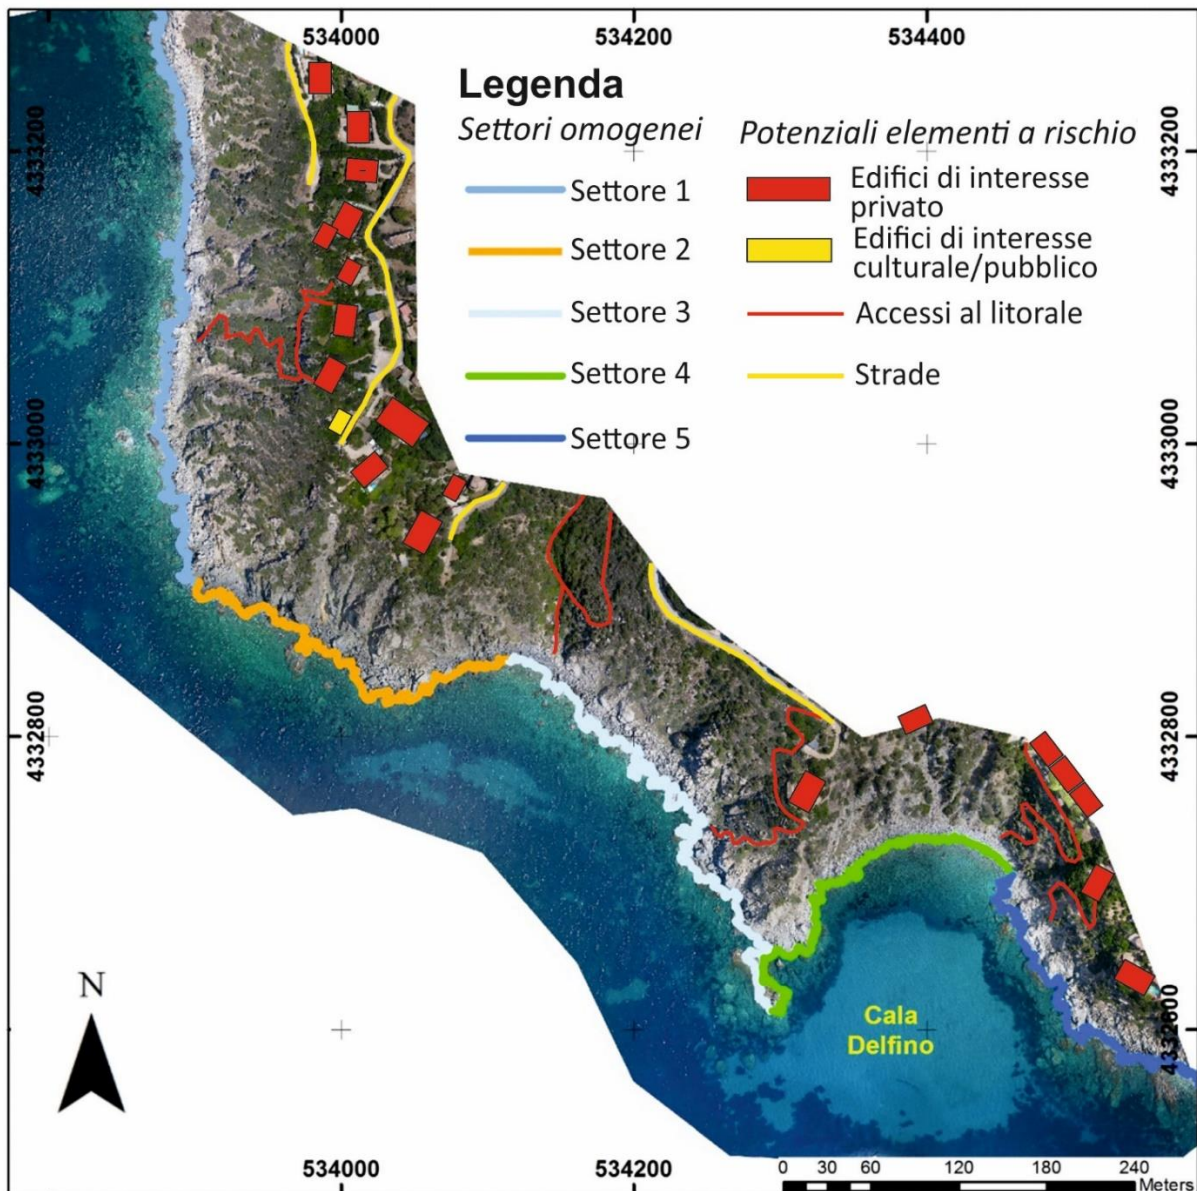 534000 534200 534400
Legenda
Settori omogenei
Potenziali elementi a rischio
Settore 1
Settore 2
Settore 3
Settore 4
Settore 5
Edifici di interesse
privato
Edifici di interesse
culturale/pubblico
Accessi al litorale
Strade
4333200
4333000
4332800
4333200
4333000
4332800
4332600
Cala
Delfino
N
534000 534200
0 30 60 120 180 240
Meters